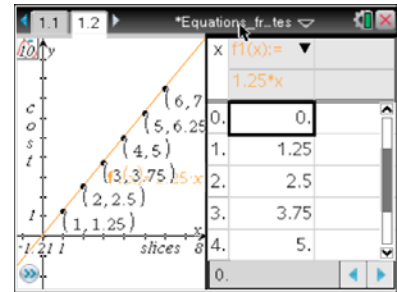 1.1 1.2 *Equations_fr...tes
10 y
cost
(6,7
(5,6.25
(4,5)
(3,3.75)
(2,2.5)
(1,1.25)
1
x
-1.21 1 slices 8
x f1(x):= ▼
1.25*x
0. 0.
1. 1.25
2. 2.5
3. 3.75
4. 5.
0.